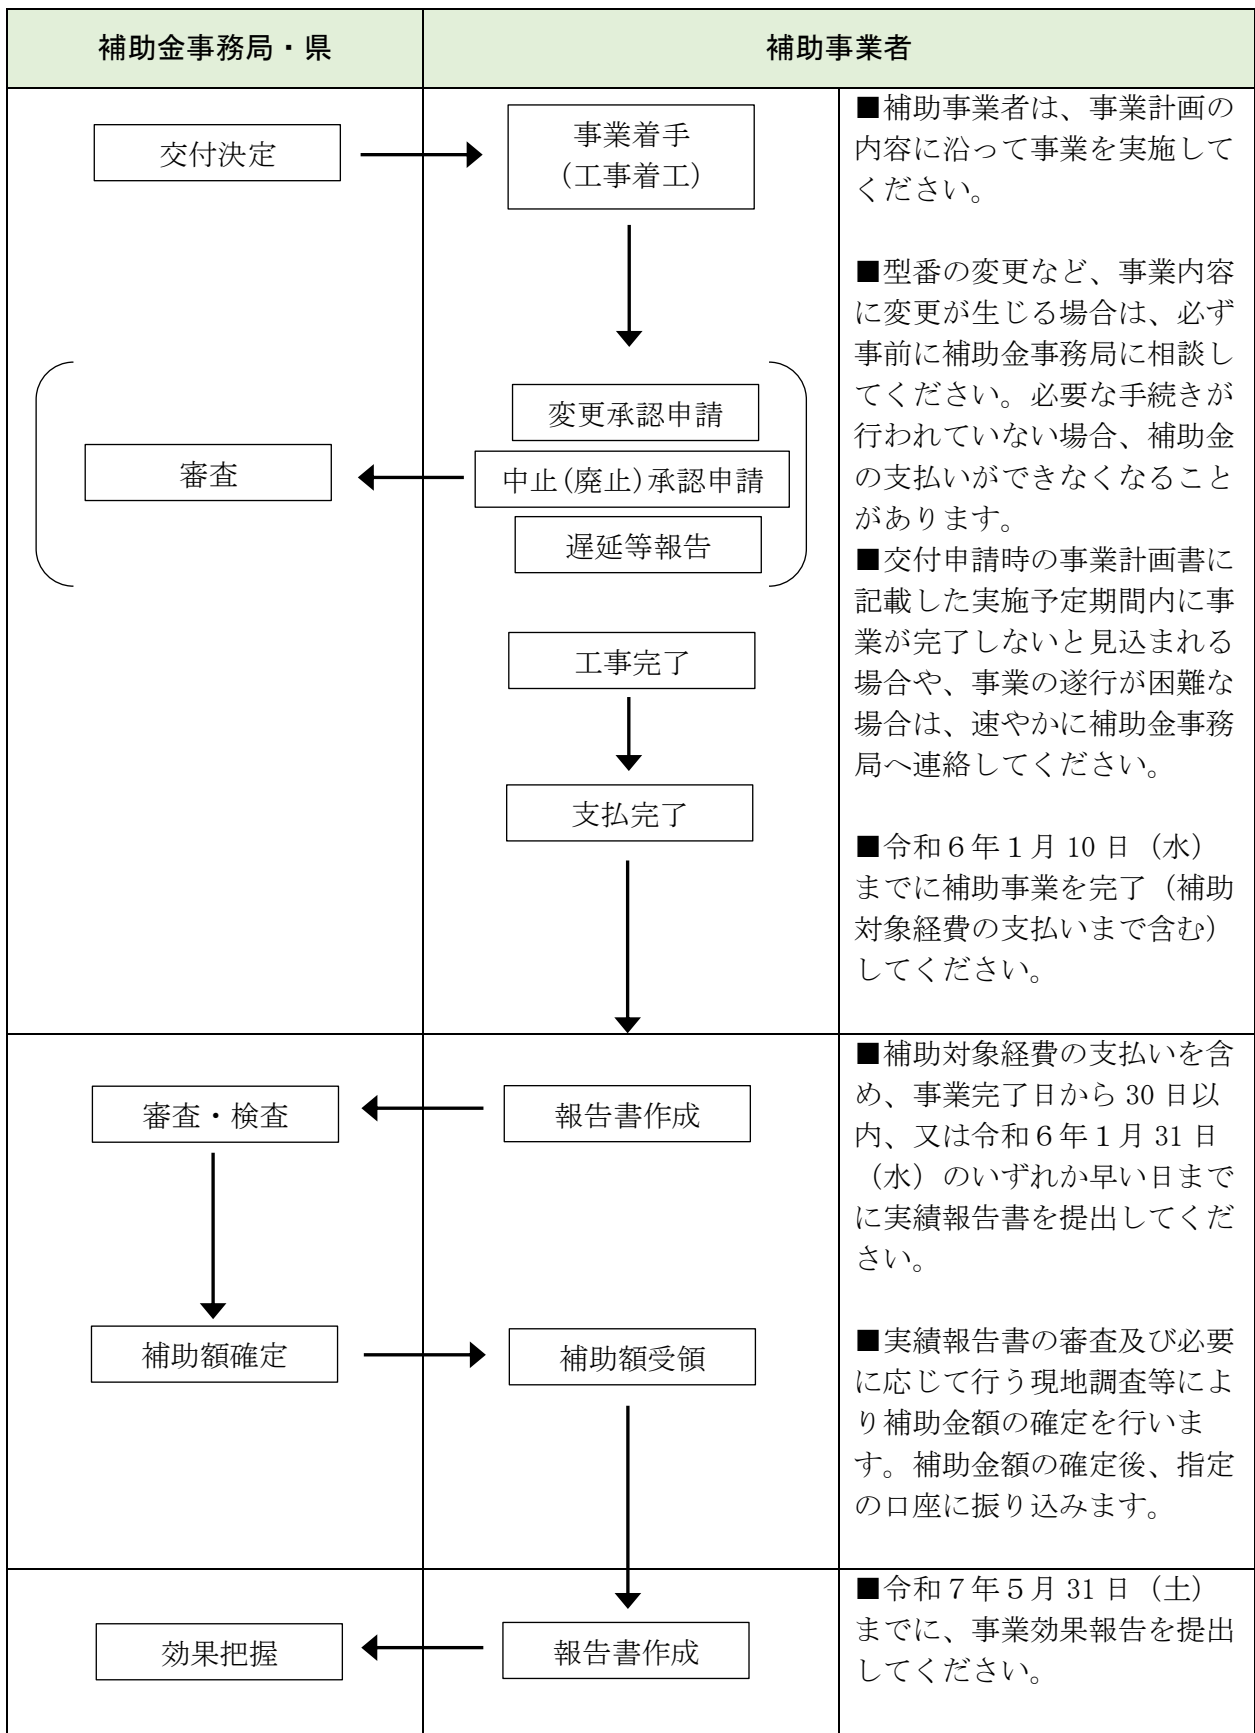 補助金事務局・県
補助事業者
交付決定
事業着手
(工事着工)
■補助事業者は、事業計画の
内容に沿って事業を実施して
ください。
■型番の変更など、事業内容
に変更が生じる場合は、必ず
事前に補助金事務局に相談し
てください。必要な手続きが
行われていない場合、補助金
の支払いができなくなること
があります。
■交付申請時の事業計画書に
記載した実施予定期間内に事
業が完了しないと見込まれる
場合や、事業の遂行が困難な
場合は、速やかに補助金事務
局へ連絡してください。
変更承認申請
審査
中止(廃止)承認申請
遅延等報告
工事完了
支払完了
■令和6年1月 10 日（水）
までに補助事業を完了（補助
対象経費の支払いまで含む）
してください。
審査・検査
報告書作成
■補助対象経費の支払いを含
め、事業完了日から 30 日以
内、又は令和6年1月 31 日
（水）のいずれか早い日まで
に実績報告書を提出してくだ
さい。
補助額確定
補助額受領
■実績報告書の審査及び必要
に応じて行う現地調査等によ
り補助金額の確定を行いま
す。補助金額の確定後、指定
の口座に振り込みます。
効果把握
報告書作成
■令和７年５月 31 日（土）
までに、事業効果報告を提出
してください。